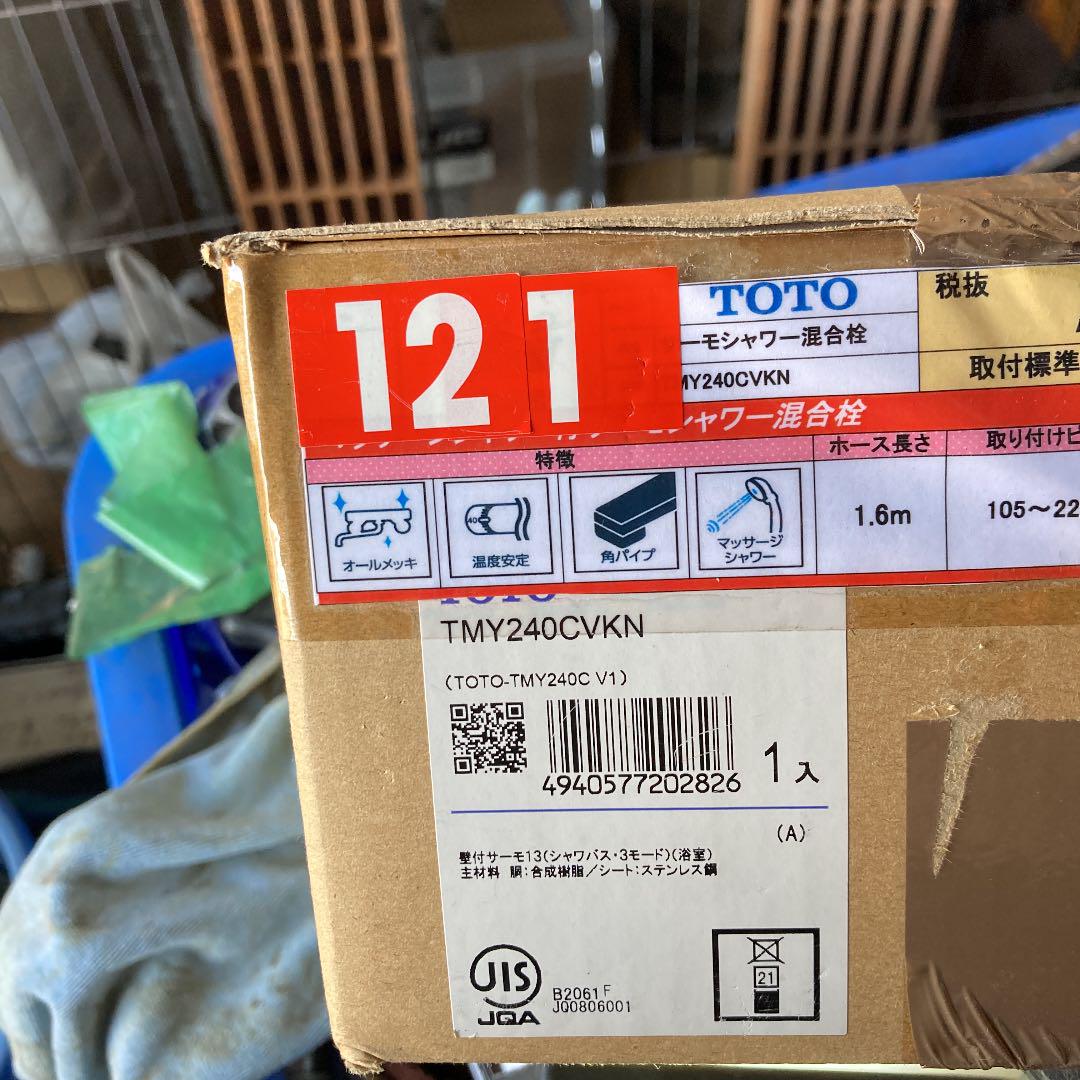 121
TOTO
税抜
ーモシャワー混合栓
MY240CVKN
取付標準
シャワー混合栓
特徴
ホース長さ
取り付けピ
オールメッキ
40
温度安定
角パイプ
マッサージ
シャワー
1.6m
105～22
TOTO
TMY240CVKN
(TOTO-TMY240C V1)
4940577202826
1入
(A)
壁付サーモ13(シャワバス・3モード)(浴室)
主材料 胴:合成樹脂/シート:ステンレス鋼
JIS
JQA
B2061 F
JQ0806001
21